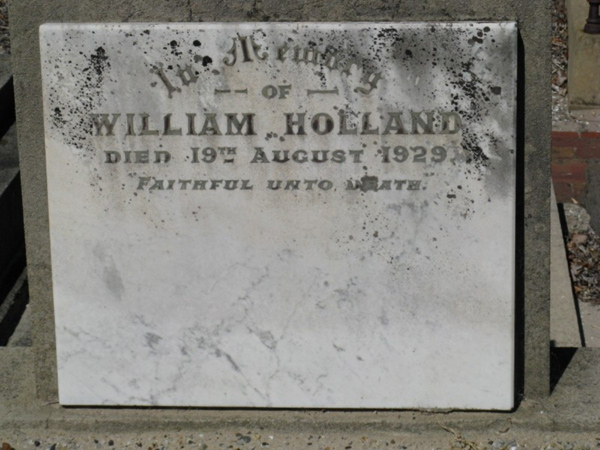 In Memory
— OF —
WILLIAM HOLLAND
DIED 19TH AUGUST 1929
FAITHFUL UNTO DEATH.